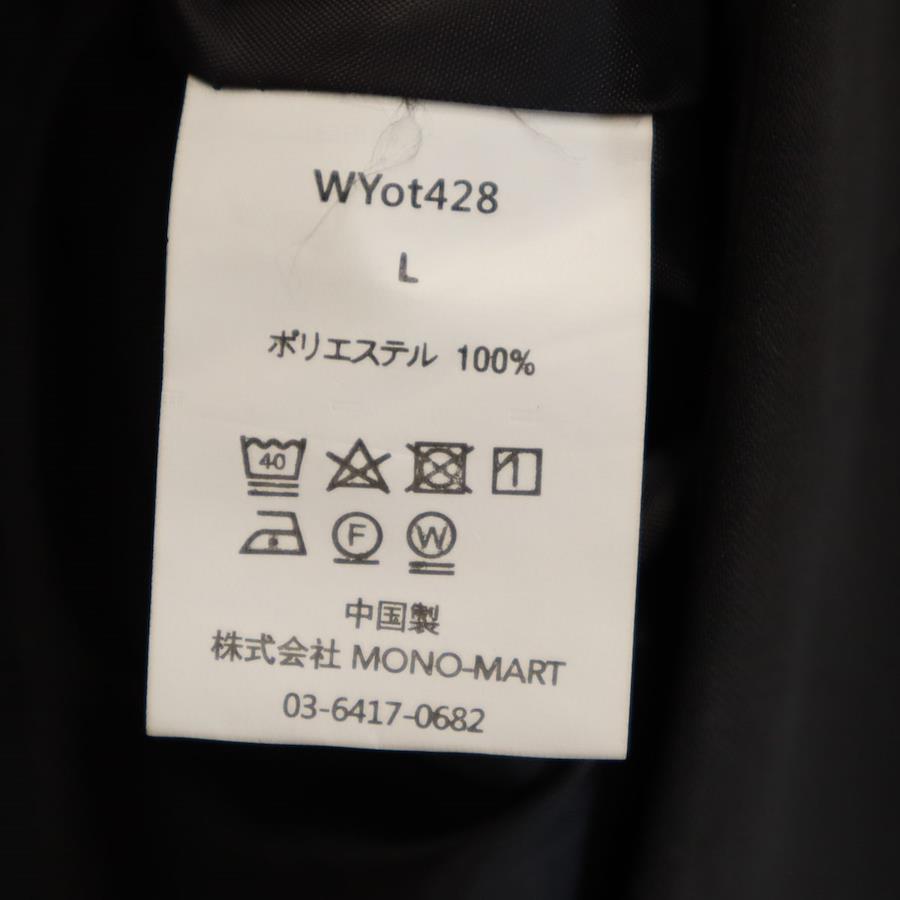 WYot428
L
ポリエステル 100%
40
F W
中国製
株式会社 MONO-MART
03-6417-0682